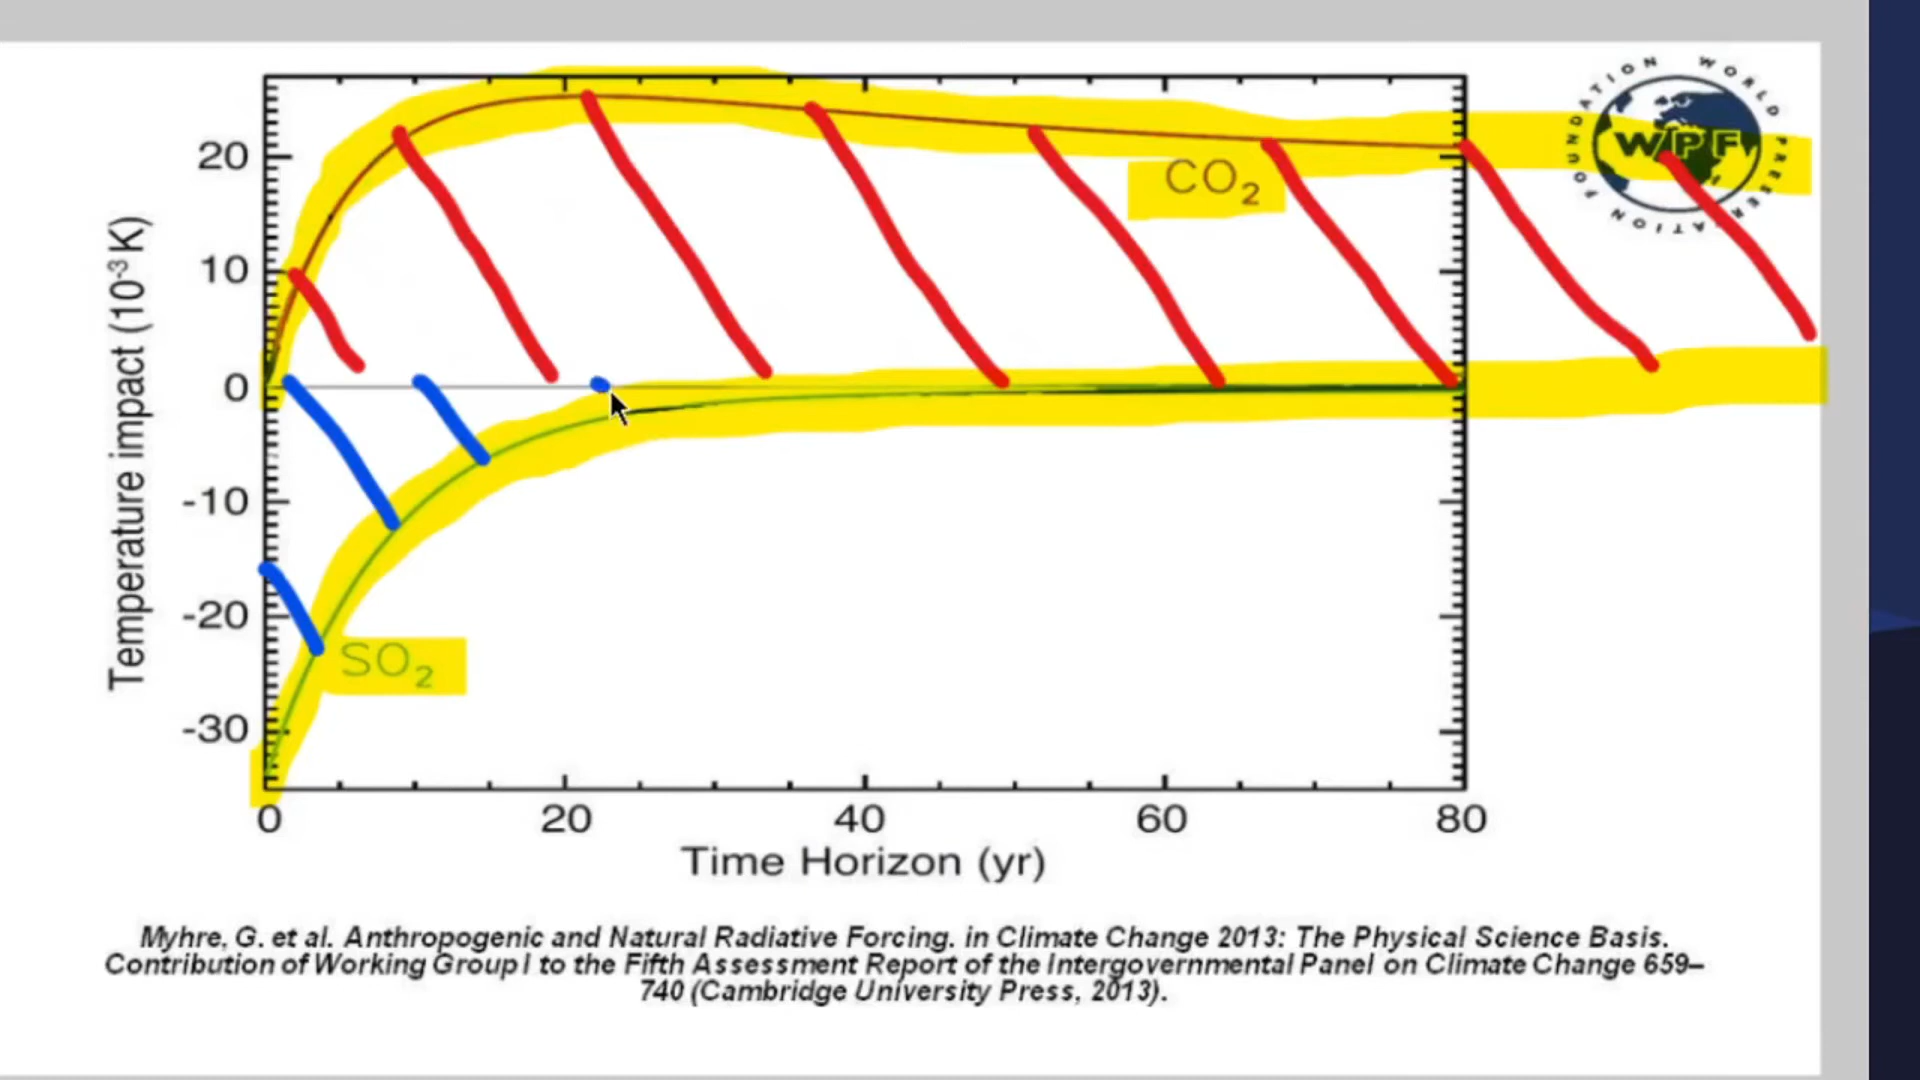 WORLD PRESERVATION FOUNDATION
WPF
20
10
0
-10
-20
-30
Temperature impact (10⁻³K)
CO₂
SO₂
0 20 40 60 80
Time Horizon (yr)
Myhre, G. et al. Anthropogenic and Natural Radiative Forcing. in Climate Change 2013: The Physical Science Basis.
Contribution of Working Group I to the Fifth Assessment Report of the Intergovernmental Panel on Climate Change 659–
740 (Cambridge University Press, 2013).